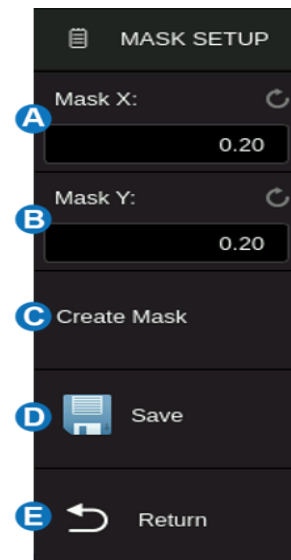 MASK SETUP
Mask X:
A
0.20
Mask Y:
B
0.20
C Create Mask
D Save
E Return